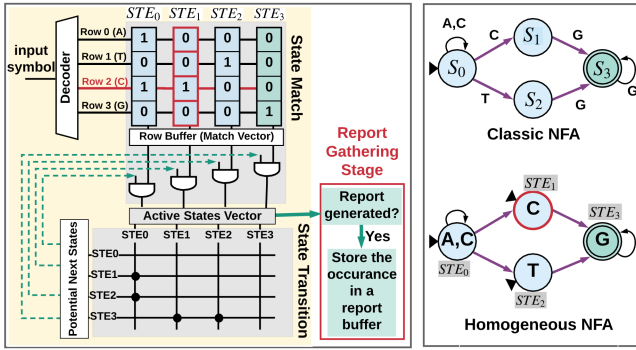 STE0 STE1 STE2 STE3
input
symbol
Decoder
Row 0 (A) 1 0 0 0
Row 1 (T) 0 0 1 0
Row 2 (C) 1 1 0 0
Row 3 (G) 0 0 0 1
State Match
Row Buffer (Match Vector)
Active States Vector
STE0 STE1 STE2 STE3
Potential Next States
STE0
STE1
STE2
STE3
State Transition
Report
Gathering
Stage
Report
generated?
Yes
Store the
occurance
in a
report
buffer
A,C
C
G
S0
S1
S2
S3
T
G
G
Classic NFA
STE1
C
STE3
A,C
G
STE0
T
STE2
Homogeneous NFA